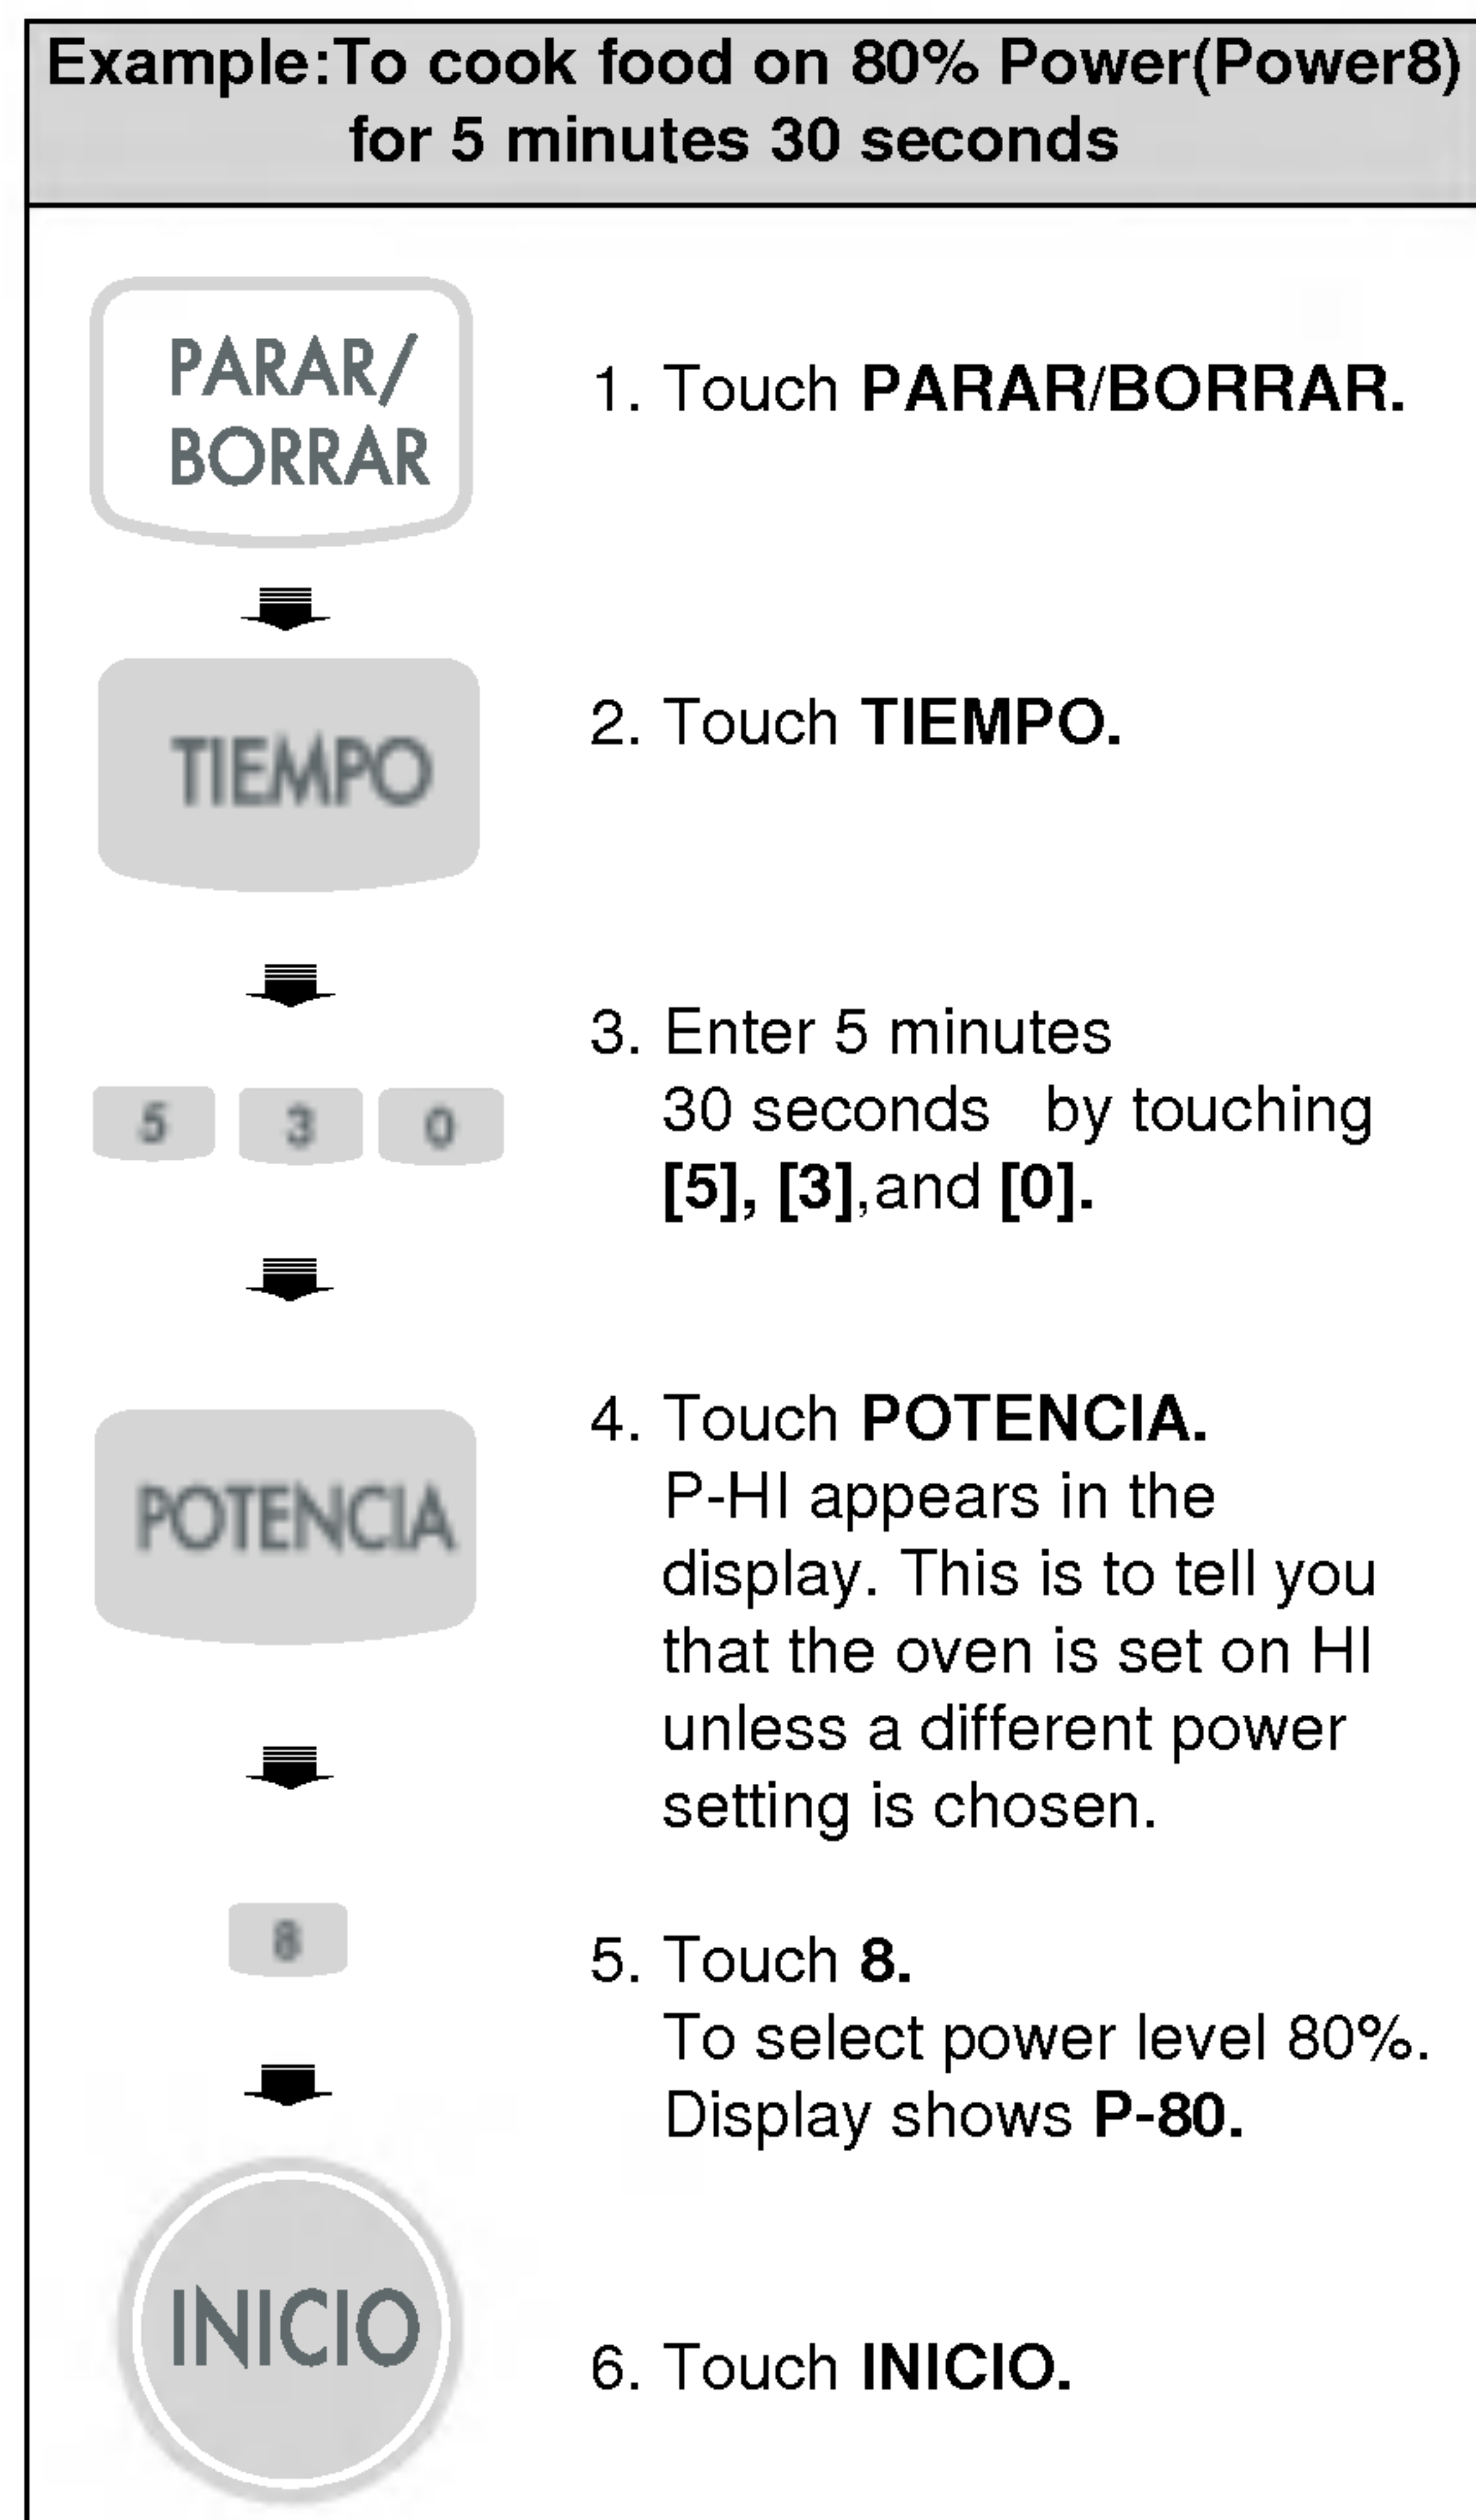 Example:To cook food on 80% Power(Power8)
for 5 minutes 30 seconds
PARAR/
BORRAR
1. Touch PARAR/BORRAR.
TIEMPO
2. Touch TIEMPO.
5 3 0
3. Enter 5 minutes
30 seconds by touching
[5], [3],and [0].
POTENCIA
4. Touch POTENCIA.
P-HI appears in the
display. This is to tell you
that the oven is set on HI
unless a different power
setting is chosen.
8
5. Touch 8.
To select power level 80%.
Display shows P-80.
INICIO
6. Touch INICIO.